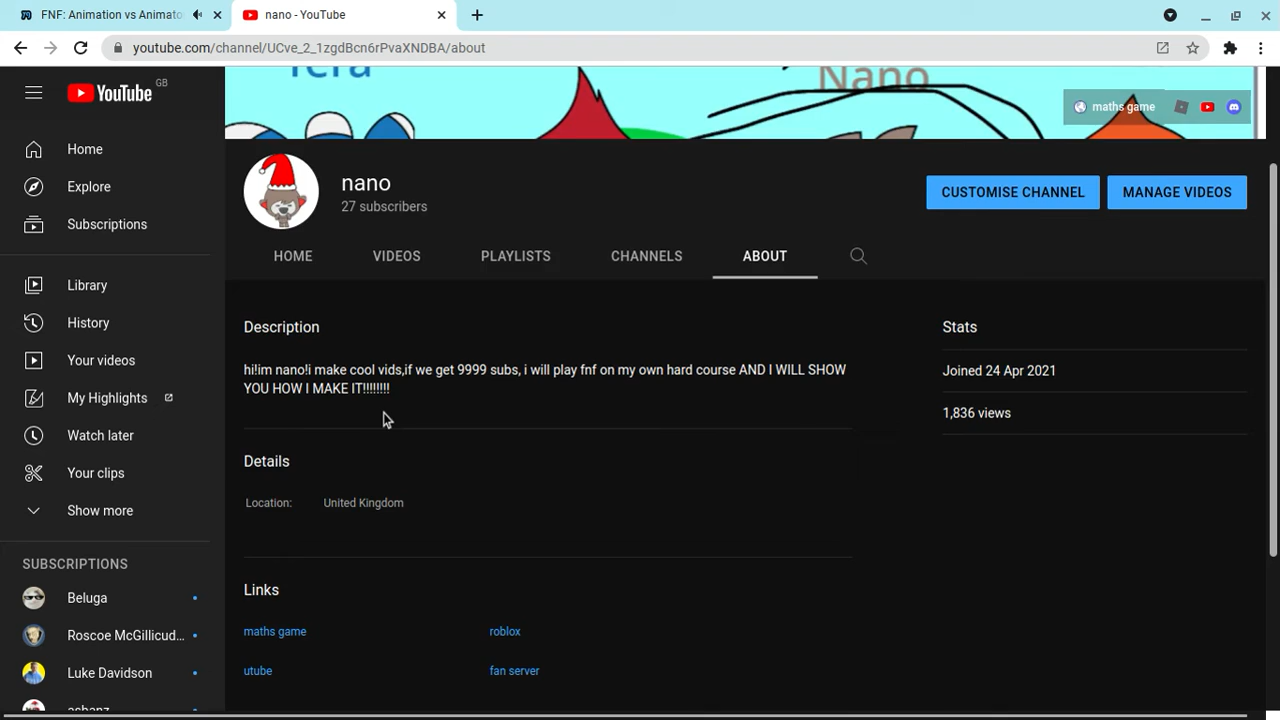 FNF: Animation vs Animato
nano - YouTube
youtube.com/channel/UCve_2_1zgdBcn6rPvaXNDBA/about
YouTube GB
Tera
Nano
maths game
Home
Explore
Subscriptions
Library
History
Your videos
My Highlights
Watch later
Your clips
Show more
SUBSCRIPTIONS
Beluga
Roscoe McGillicud...
Luke Davidson
nano
27 subscribers
CUSTOMISE CHANNEL
MANAGE VIDEOS
HOME
VIDEOS
PLAYLISTS
CHANNELS
ABOUT
Description
hi!im nano!i make cool vids,if we get 9999 subs, i will play fnf on my own hard course AND I WILL SHOW
YOU HOW I MAKE IT!!!!!!!!
Details
Location: United Kingdom
Links
maths game
roblox
utube
fan server
Stats
Joined 24 Apr 2021
1,836 views